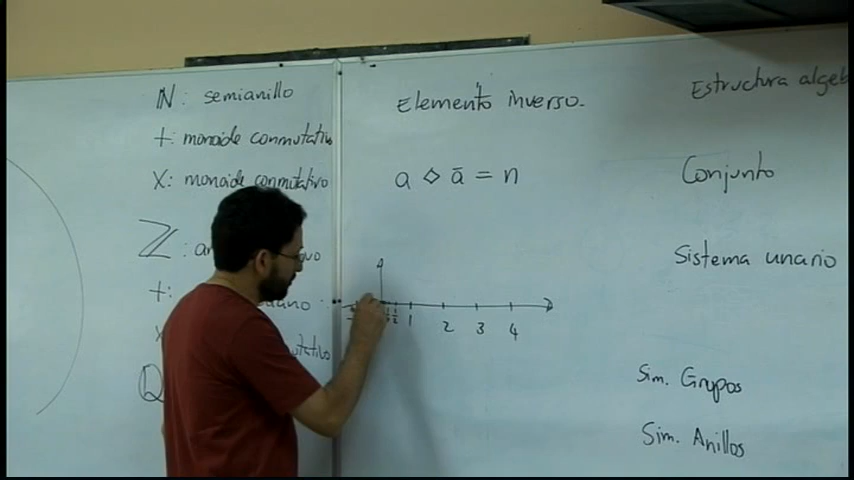 N: semianillo
+: monoide conmutativo
X: monoide conmutativo
Z:
+:
Q
Elemento inverso.
a ◇ ā = n
1 2 3 4
Estructura
Conjunto
Sistema unario
Sim. Grupos
Sim. Anillos